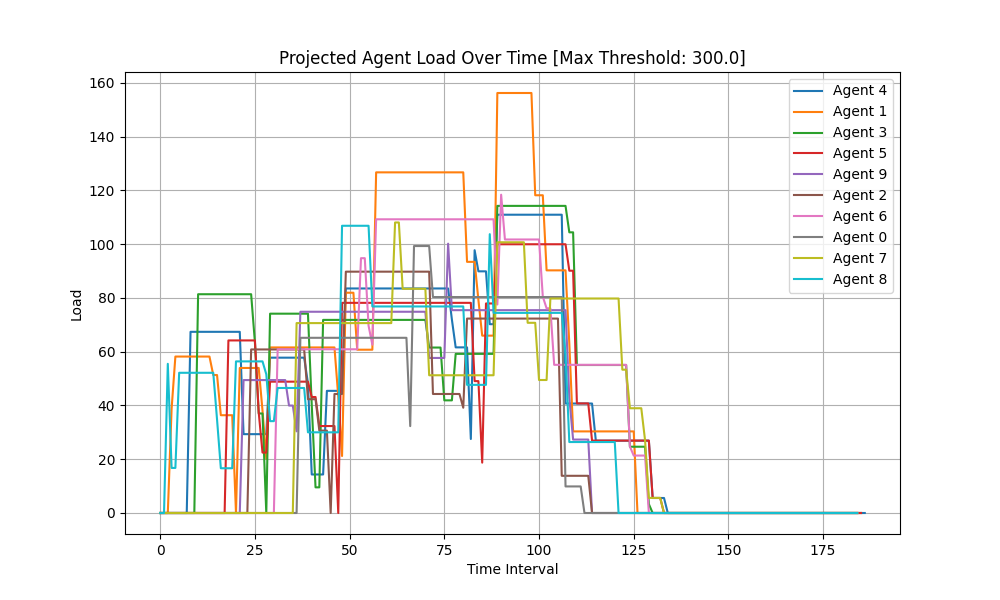 Projected Agent Load Over Time [Max Threshold: 300.0]
160
140
120
100
80
60
40
20
0
Load
0 25 50 75 100 125 150 175
Time Interval
Agent 4
Agent 1
Agent 3
Agent 5
Agent 9
Agent 2
Agent 6
Agent 0
Agent 7
Agent 8